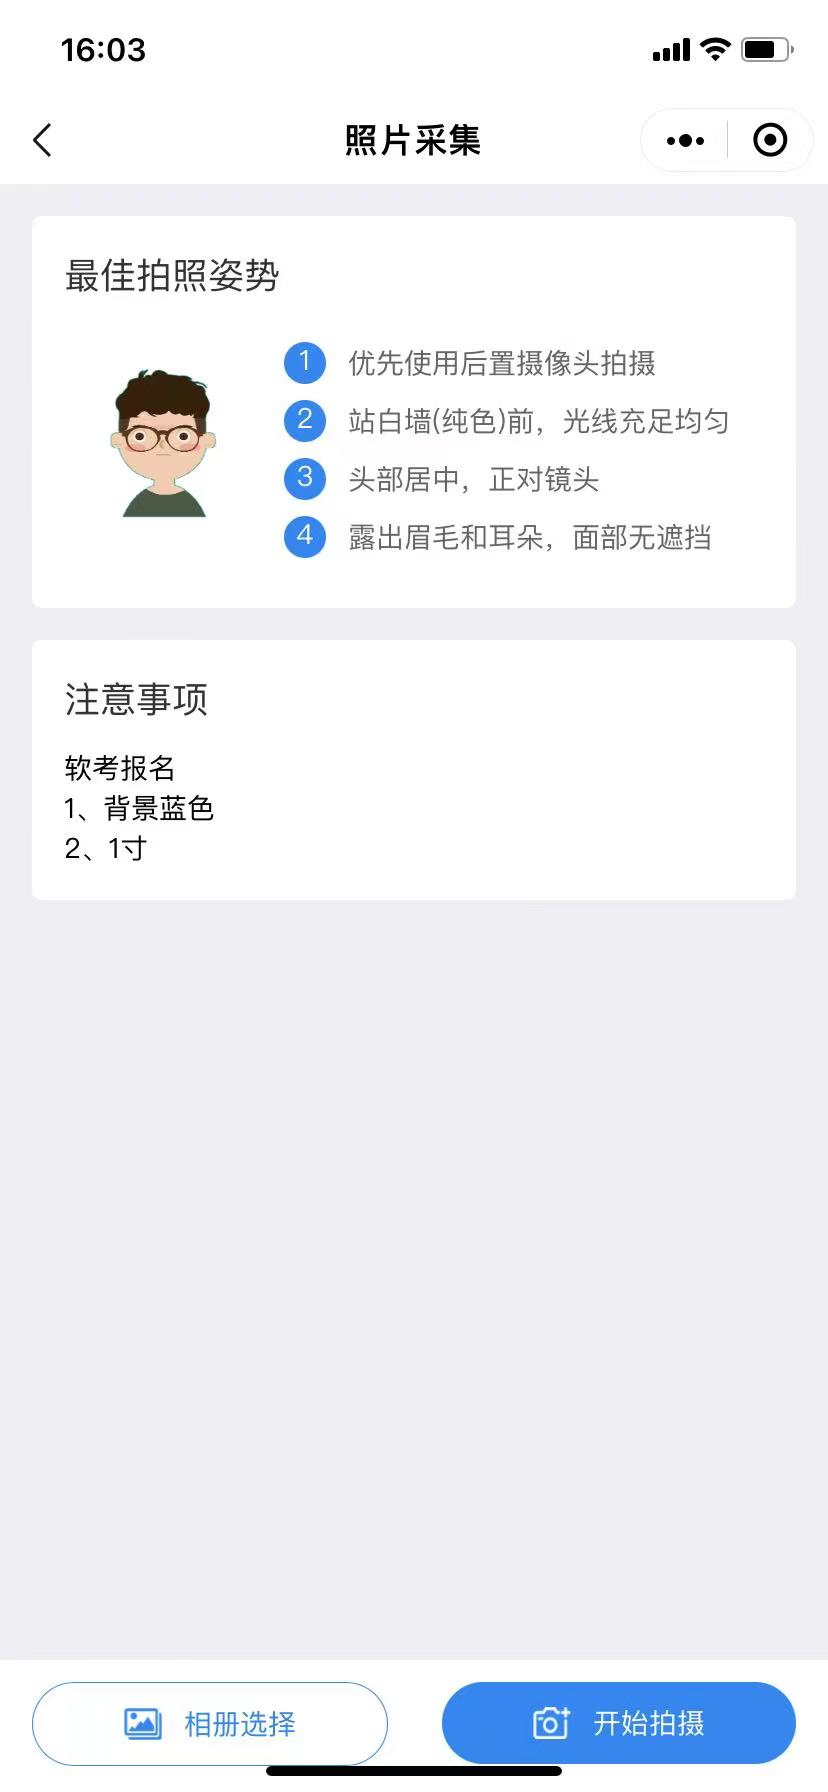 16:03
照片采集
最佳拍照姿势
1 优先使用后置摄像头拍摄
2 站白墙(纯色)前，光线充足均匀
3 头部居中，正对镜头
4 露出眉毛和耳朵，面部无遮挡
注意事项
软考报名
1、背景蓝色
2、1寸
相册选择
开始拍摄